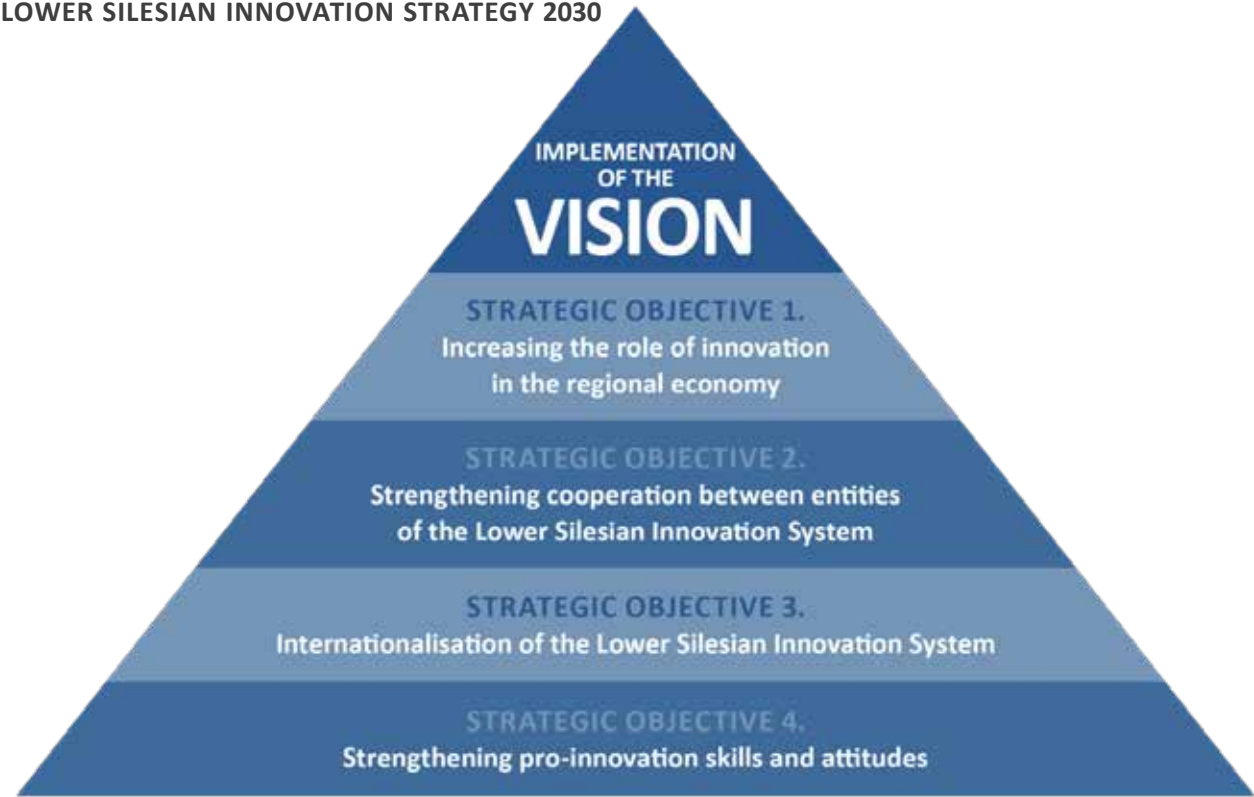 LOWER SILESIAN INNOVATION STRATEGY 2030
IMPLEMENTATION
OF THE
VISION
STRATEGIC OBJECTIVE 1.
Increasing the role of innovation
in the regional economy
STRATEGIC OBJECTIVE 2.
Strengthening cooperation between entities
of the Lower Silesian Innovation System
STRATEGIC OBJECTIVE 3.
Internationalisation of the Lower Silesian Innovation System
STRATEGIC OBJECTIVE 4.
Strengthening pro-innovation skills and attitudes